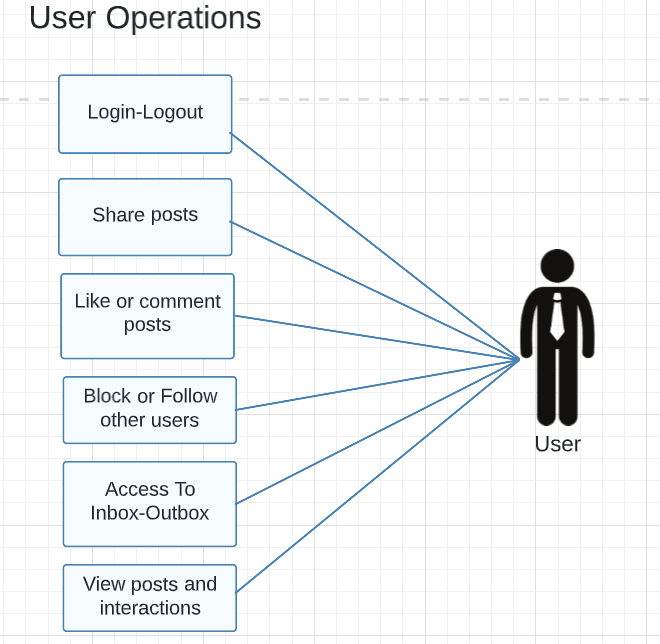 User Operations
Login-Logout
Share posts
Like or comment
posts
Block or Follow
other users
Access To
Inbox-Outbox
View posts and
interactions
User